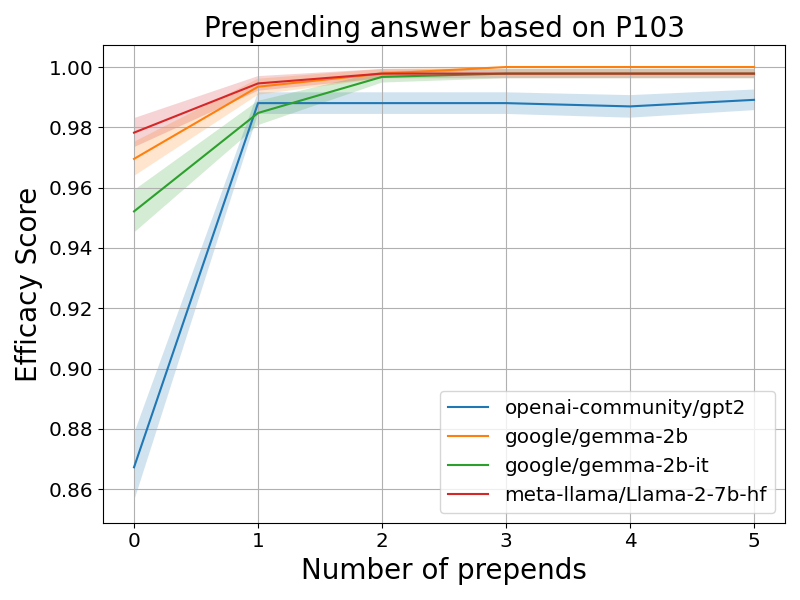 Prepending answer based on P103
Efficacy Score
1.00
0.98
0.96
0.94
0.92
0.90
0.88
0.86
openai-community/gpt2
google/gemma-2b
google/gemma-2b-it
meta-llama/Llama-2-7b-hf
0 1 2 3 4 5
Number of prepends